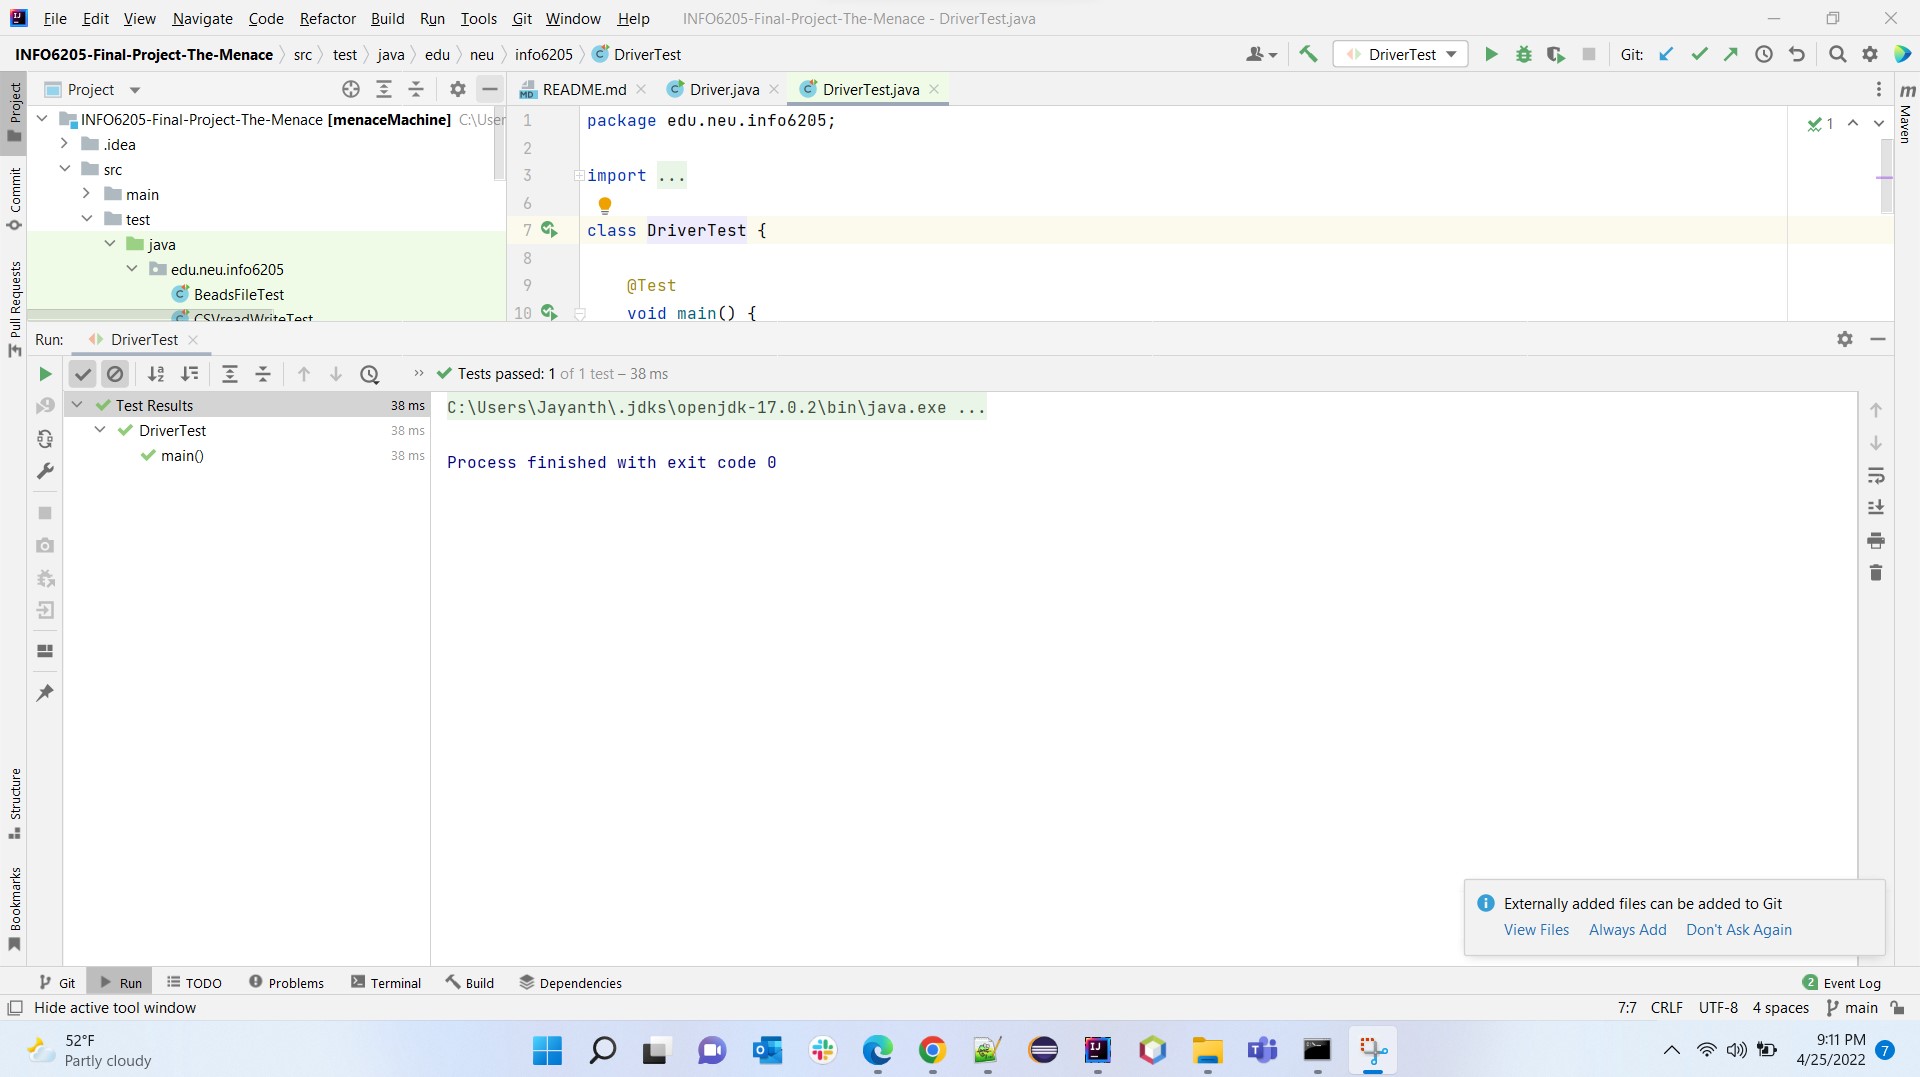 File Edit View Navigate Code Refactor Build Run Tools Git Window Help INFO6205-Final-Project-The-Menace - DriverTest.java
INFO6205-Final-Project-The-Menace src test java edu neu info6205 DriverTest DriverTest Git:
Project README.md Driver.java DriverTest.java
INFO6205-Final-Project-The-Menace [menaceMachine] C:\User
.idea
src
main
test
java
edu.neu.info6205
BeadsFileTest
CSVreadWriteTest
1 package edu.neu.info6205;
2
3 import ...
6
7 class DriverTest {
8
9 @Test
10 void main() {
1
Project
Commit
Pull Requests
Structure
Bookmarks
Maven
Run: DriverTest
Tests passed: 1 of 1 test – 38 ms
Test Results 38 ms
DriverTest 38 ms
main() 38 ms
C:\Users\Jayanth\.jdks\openjdk-17.0.2\bin\java.exe ...
Process finished with exit code 0
Externally added files can be added to Git
View Files Always Add Don't Ask Again
Git Run TODO Problems Terminal Build Dependencies 2 Event Log
Hide active tool window 7:7 CRLF UTF-8 4 spaces main
52°F
Partly cloudy
9:11 PM
4/25/2022
7